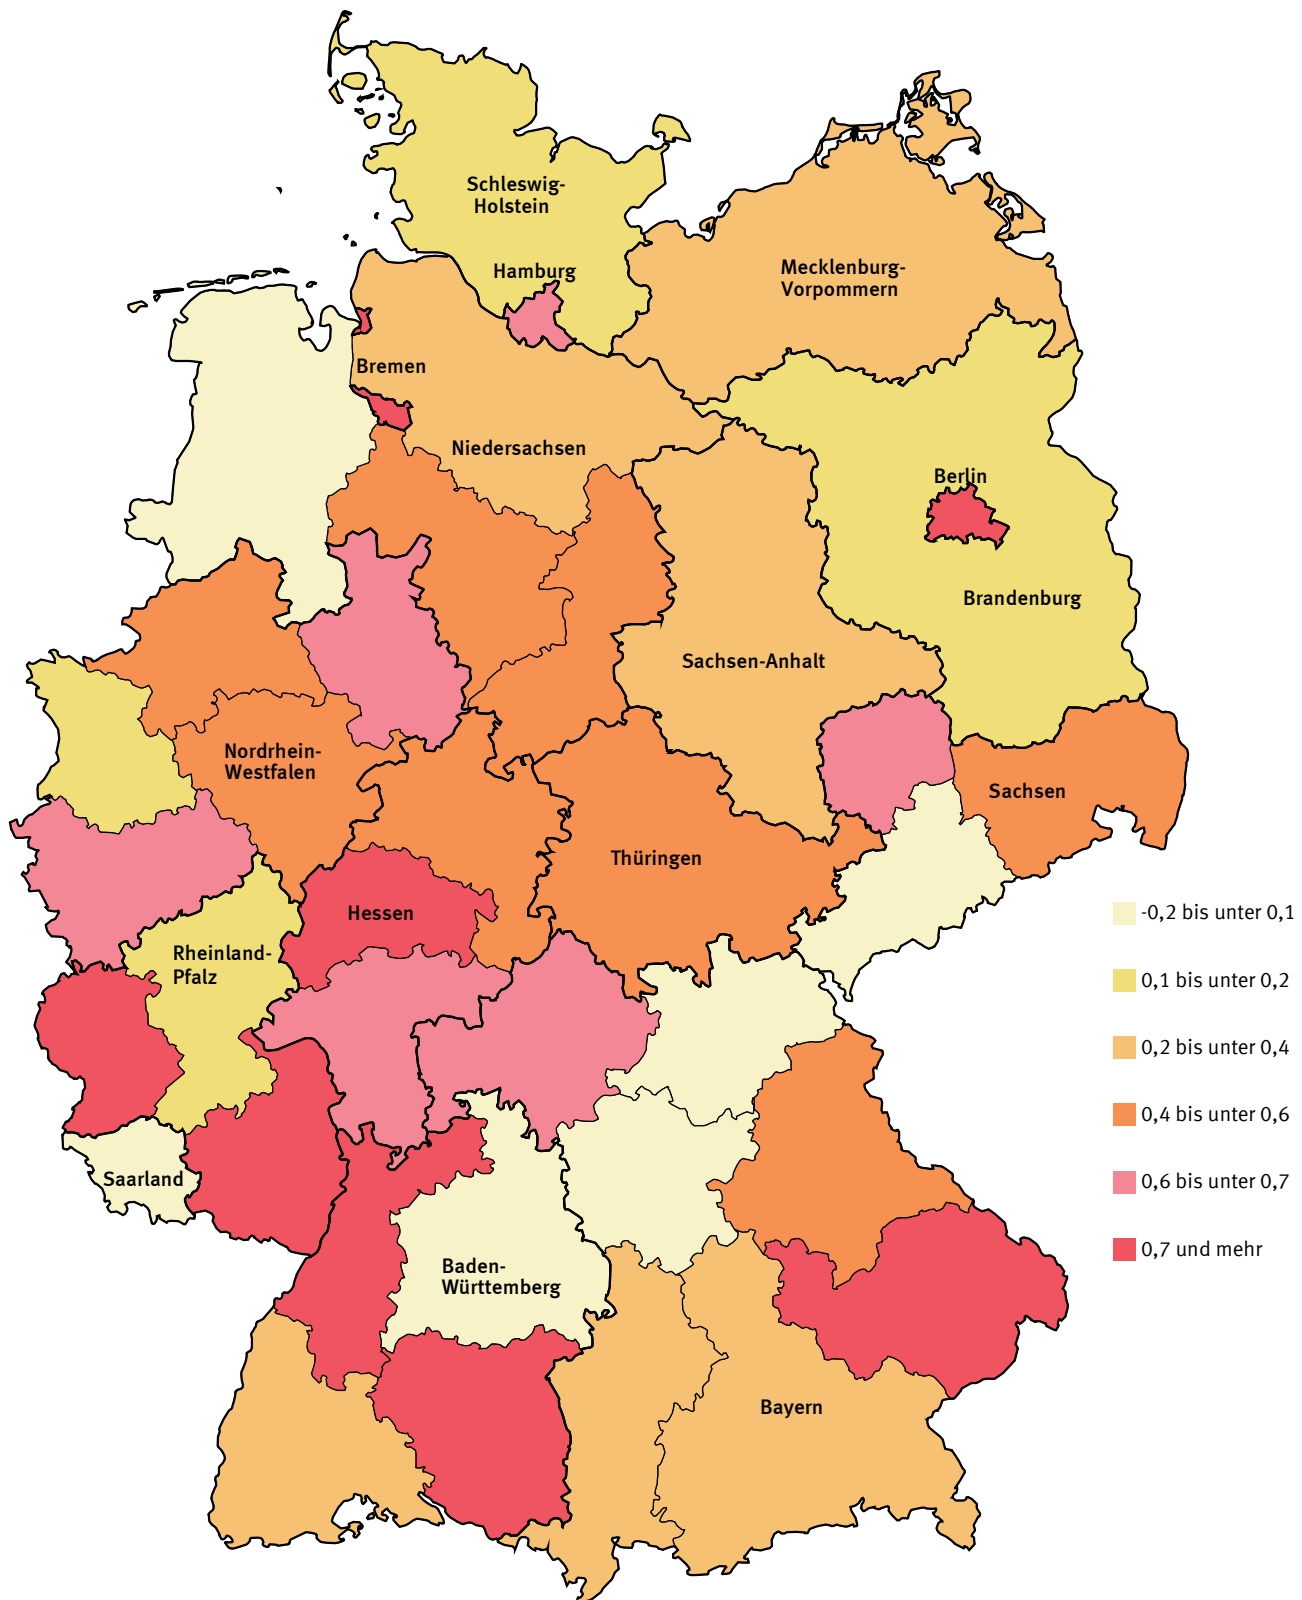 Schleswig-
Holstein
Hamburg
Mecklenburg-
Vorpommern
Bremen
Niedersachsen
Berlin
Brandenburg
Sachsen-Anhalt
Nordrhein-
Westfalen
Sachsen
Thüringen
Hessen
Rheinland-
Pfalz
Saarland
Baden-
Württemberg
Bayern
-0,2 bis unter 0,1
0,1 bis unter 0,2
0,2 bis unter 0,4
0,4 bis unter 0,6
0,6 bis unter 0,7
0,7 und mehr